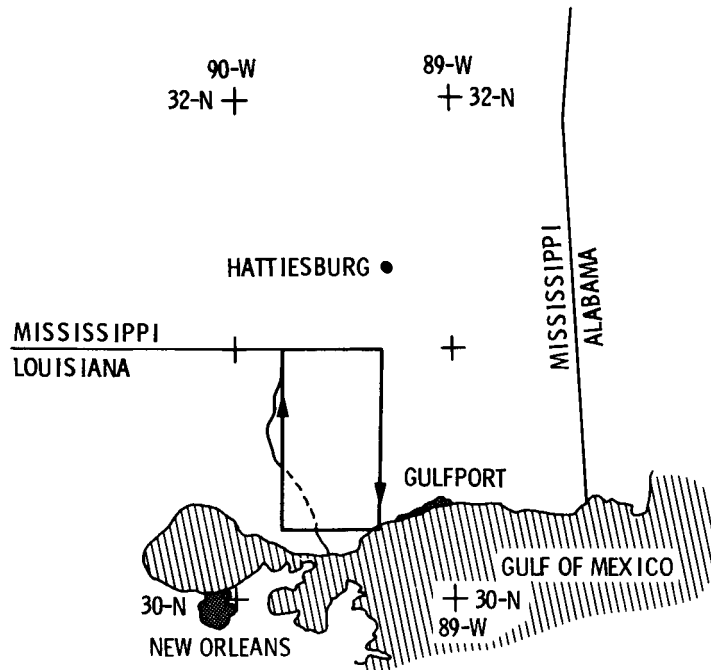 90-W
89-W
32-N
32-N
HATTIESBURG
MISSISSIPPI
LOUISIANA
MISSISSIPPI
ALABAMA
GULFPORT
GULF OF MEXICO
30-N
30-N
89-W
NEW ORLEANS